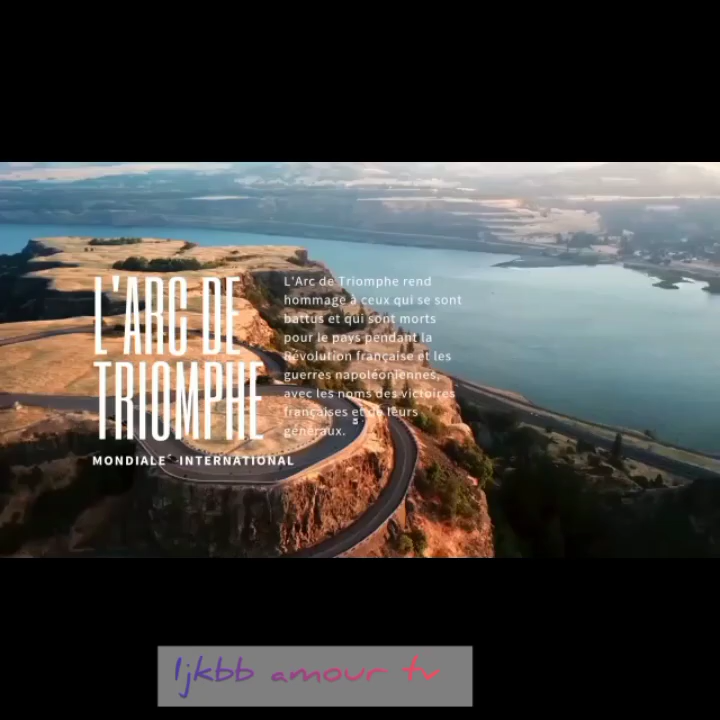 L'ARC DE
TRIOMPHE
MONDIALE INTERNATIONAL
L'Arc de Triomphe rend
hommage à ceux qui se sont
battus et qui sont morts
pour le pays pendant la
Révolution française et les
guerres napoléoniennes,
avec les noms des victoires
françaises et de leurs
généraux.
ljkbb amour tv